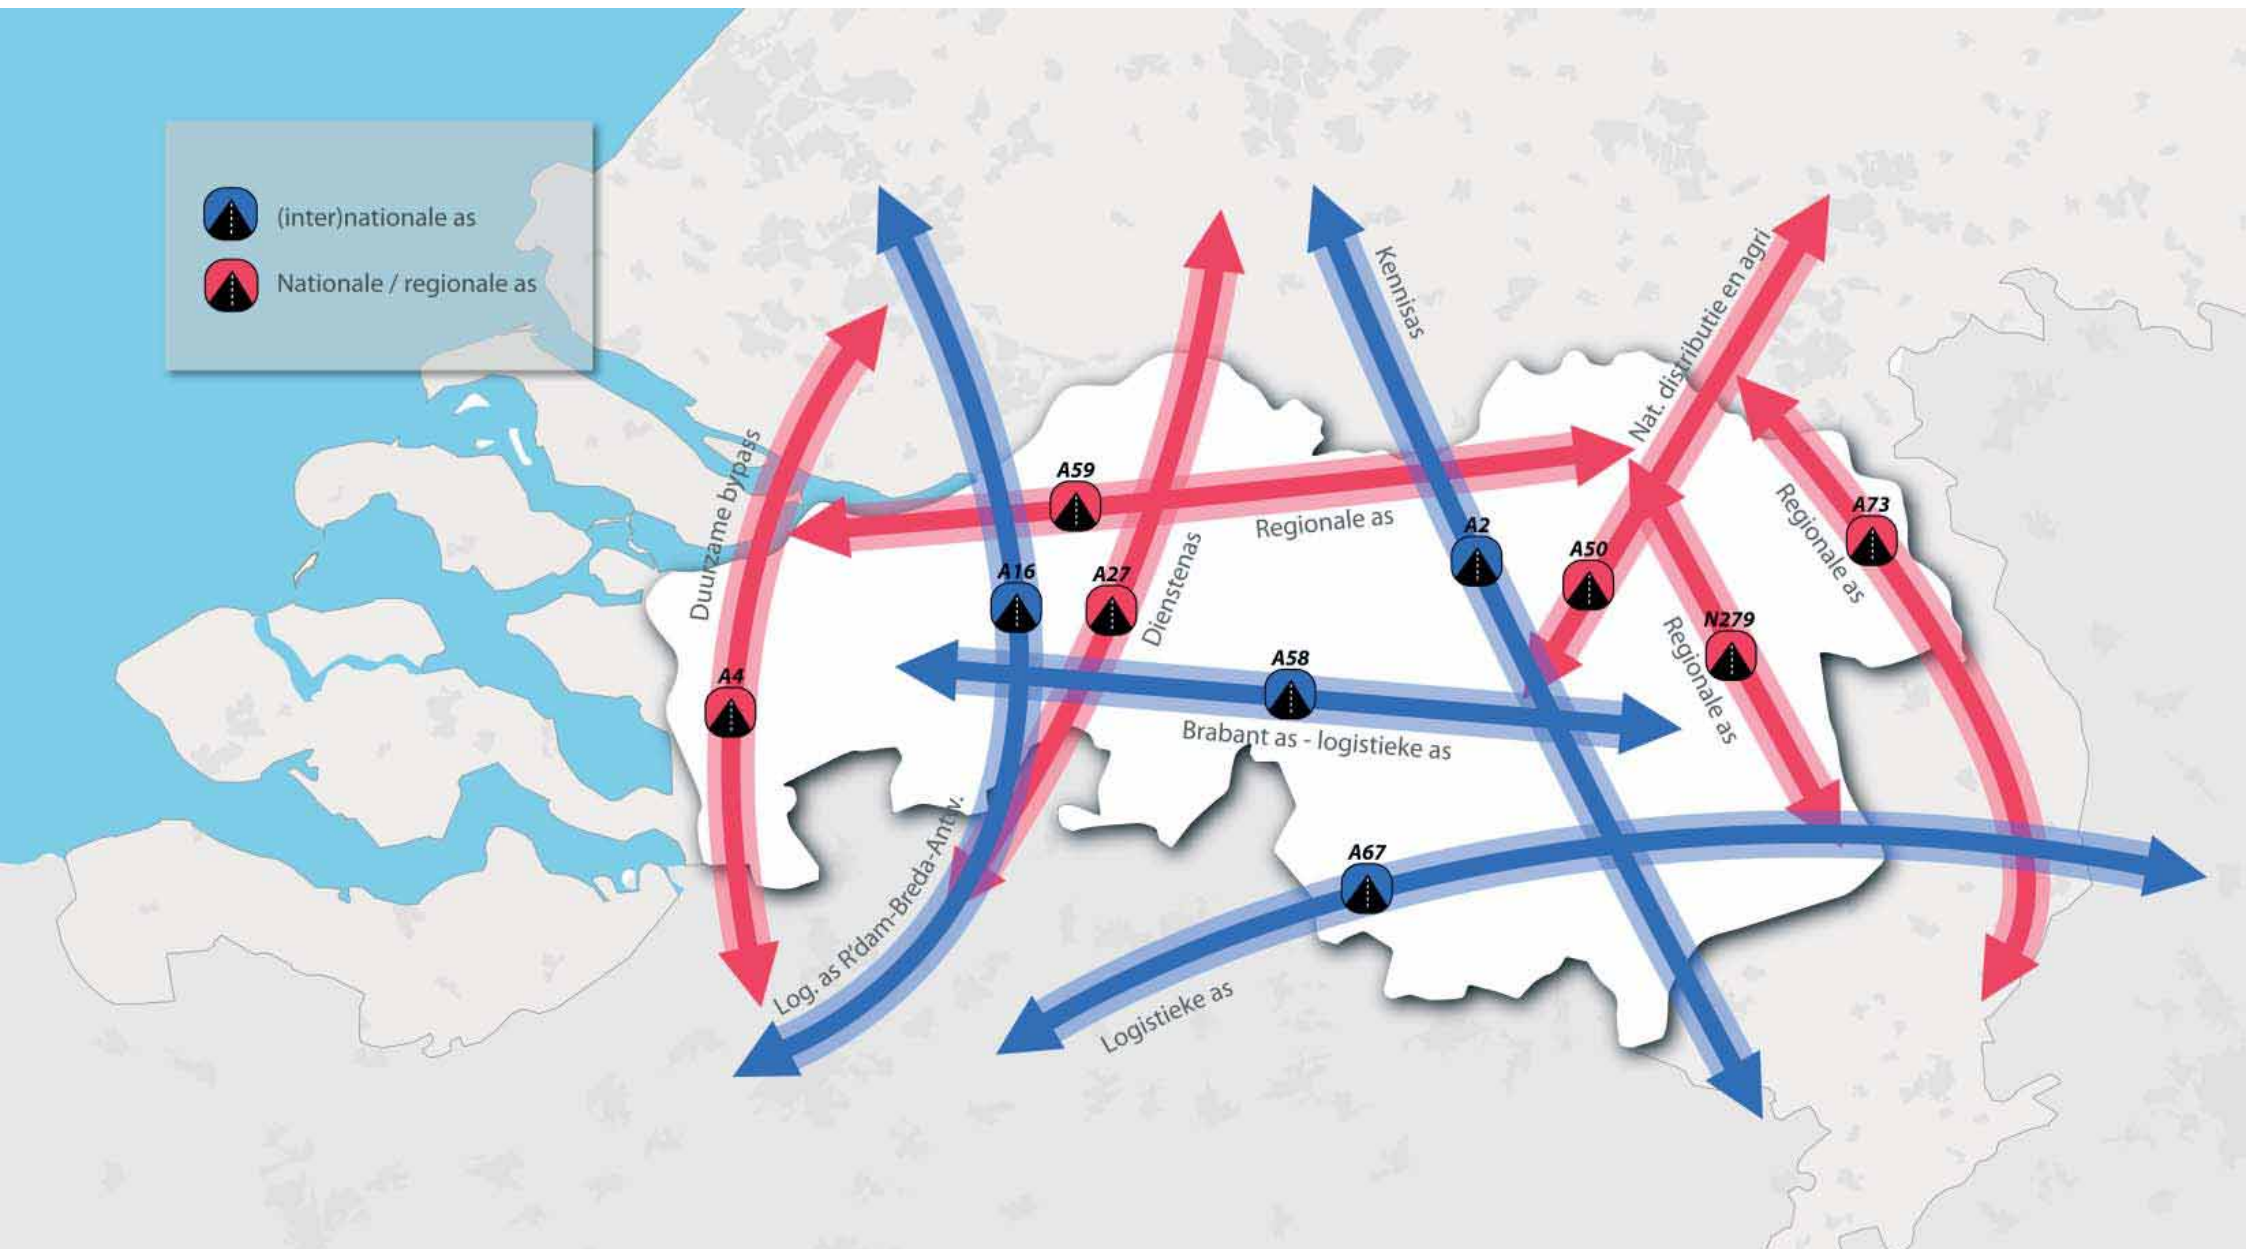 (inter)nationale as
Nationale / regionale as
Kennisas
Nat. distributie en agri
Duurzame bypass
A59
Regionale as
A2
A50
A73
Regionale as
A16
A27
Dienstenas
N279
Regionale as
A58
Brabant as - logistieke as
A4
Log. as R'dam-Breda-Antw.
A67
Logistieke as